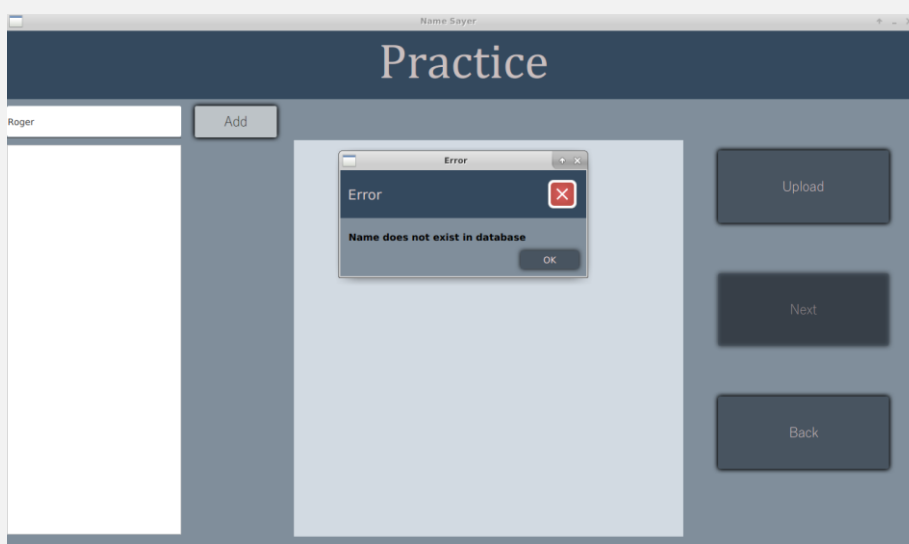 Name Sayer
Practice
Roger
Add
Error
Error
Name does not exist in database
OK
Upload
Next
Back